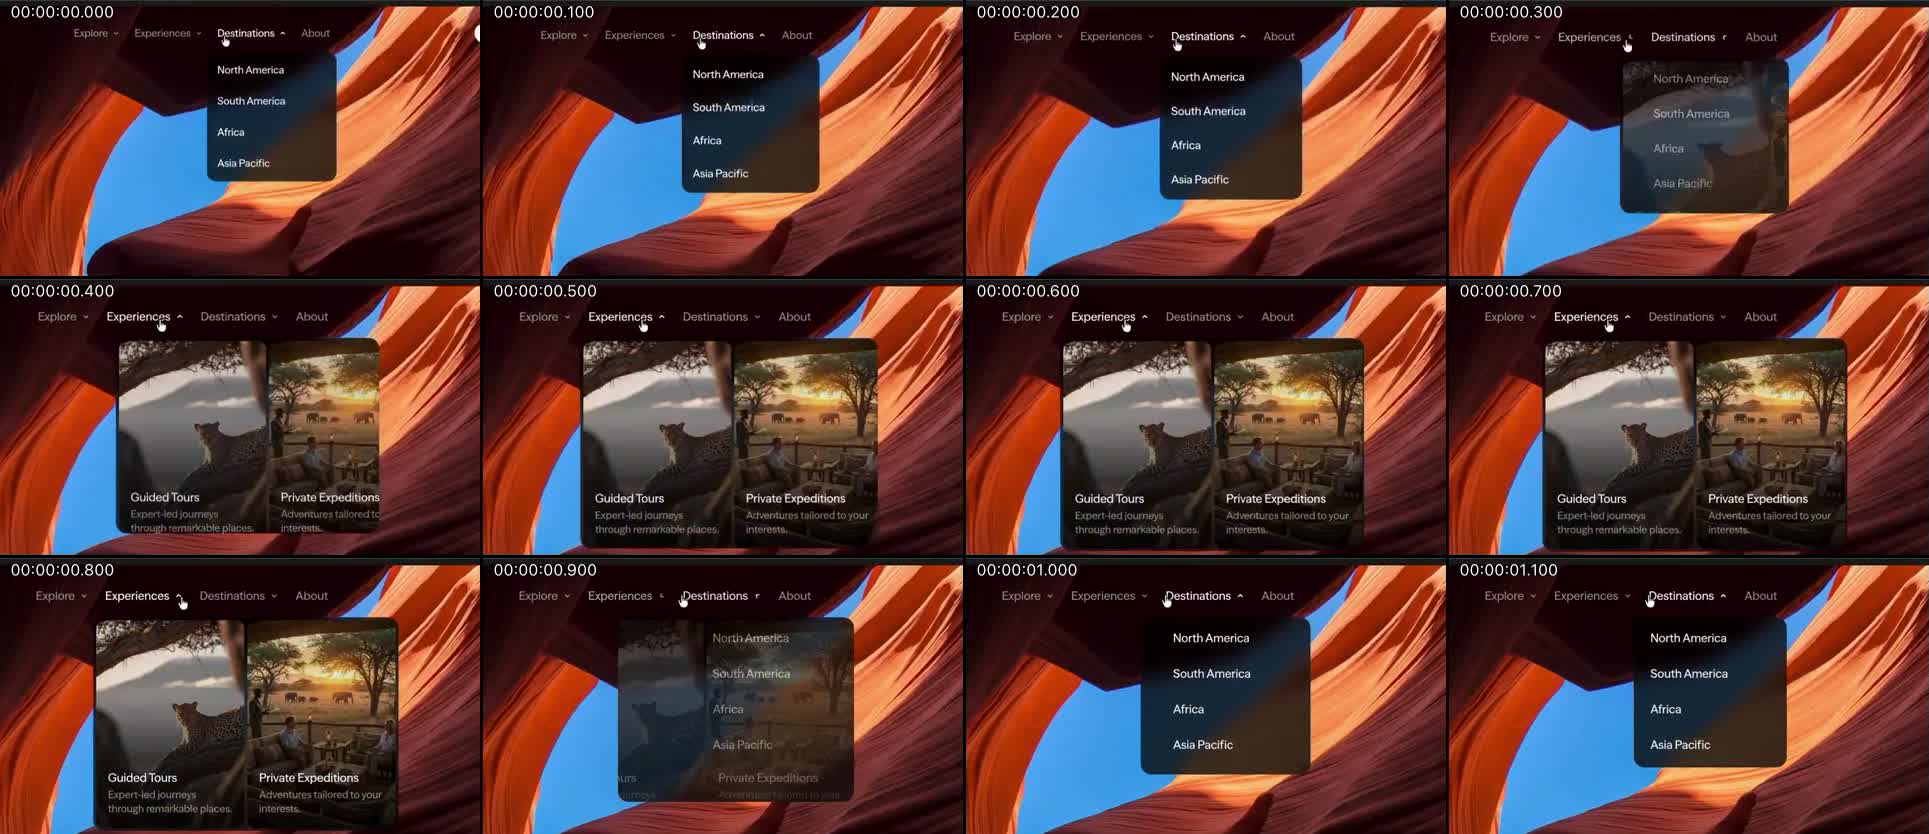 00:00:00.000
Explore Experiences Destinations About
North America
South America
Africa
Asia Pacific
00:00:00.100
Explore Experiences Destinations About
North America
South America
Africa
Asia Pacific
00:00:00.200
Explore Experiences Destinations About
North America
South America
Africa
Asia Pacific
00:00:00.300
Explore Experiences Destinations About
North America
South America
Africa
Asia Pacific
00:00:00.400
Explore Experiences Destinations About
Guided Tours
Expert-led journeys
through remarkable places.
Private Expeditions
Adventures tailored to
interests.
00:00:00.500
Explore Experiences Destinations About
Guided Tours
Expert-led journeys
through remarkable places.
Private Expeditions
Adventures tailored to your
interests.
00:00:00.600
Explore Experiences Destinations About
Guided Tours
Expert-led journeys
through remarkable places.
Private Expeditions
Adventures tailored to your
interests.
00:00:00.700
Explore Experiences Destinations About
Guided Tours
Expert-led journeys
through remarkable places.
Private Expeditions
Adventures tailored to your
interests.
00:00:00.800
Explore Experiences Destinations About
Guided Tours
Expert-led journeys
through remarkable places.
Private Expeditions
Adventures tailored to your
interests.
00:00:00.900
Explore Experiences Destinations About
North America
South America
Africa
Asia Pacific
ours
journeys
Private Expeditions
Adventures tailored to your
00:00:01.000
Explore Experiences Destinations About
North America
South America
Africa
Asia Pacific
00:00:01.100
Explore Experiences Destinations About
North America
South America
Africa
Asia Pacific